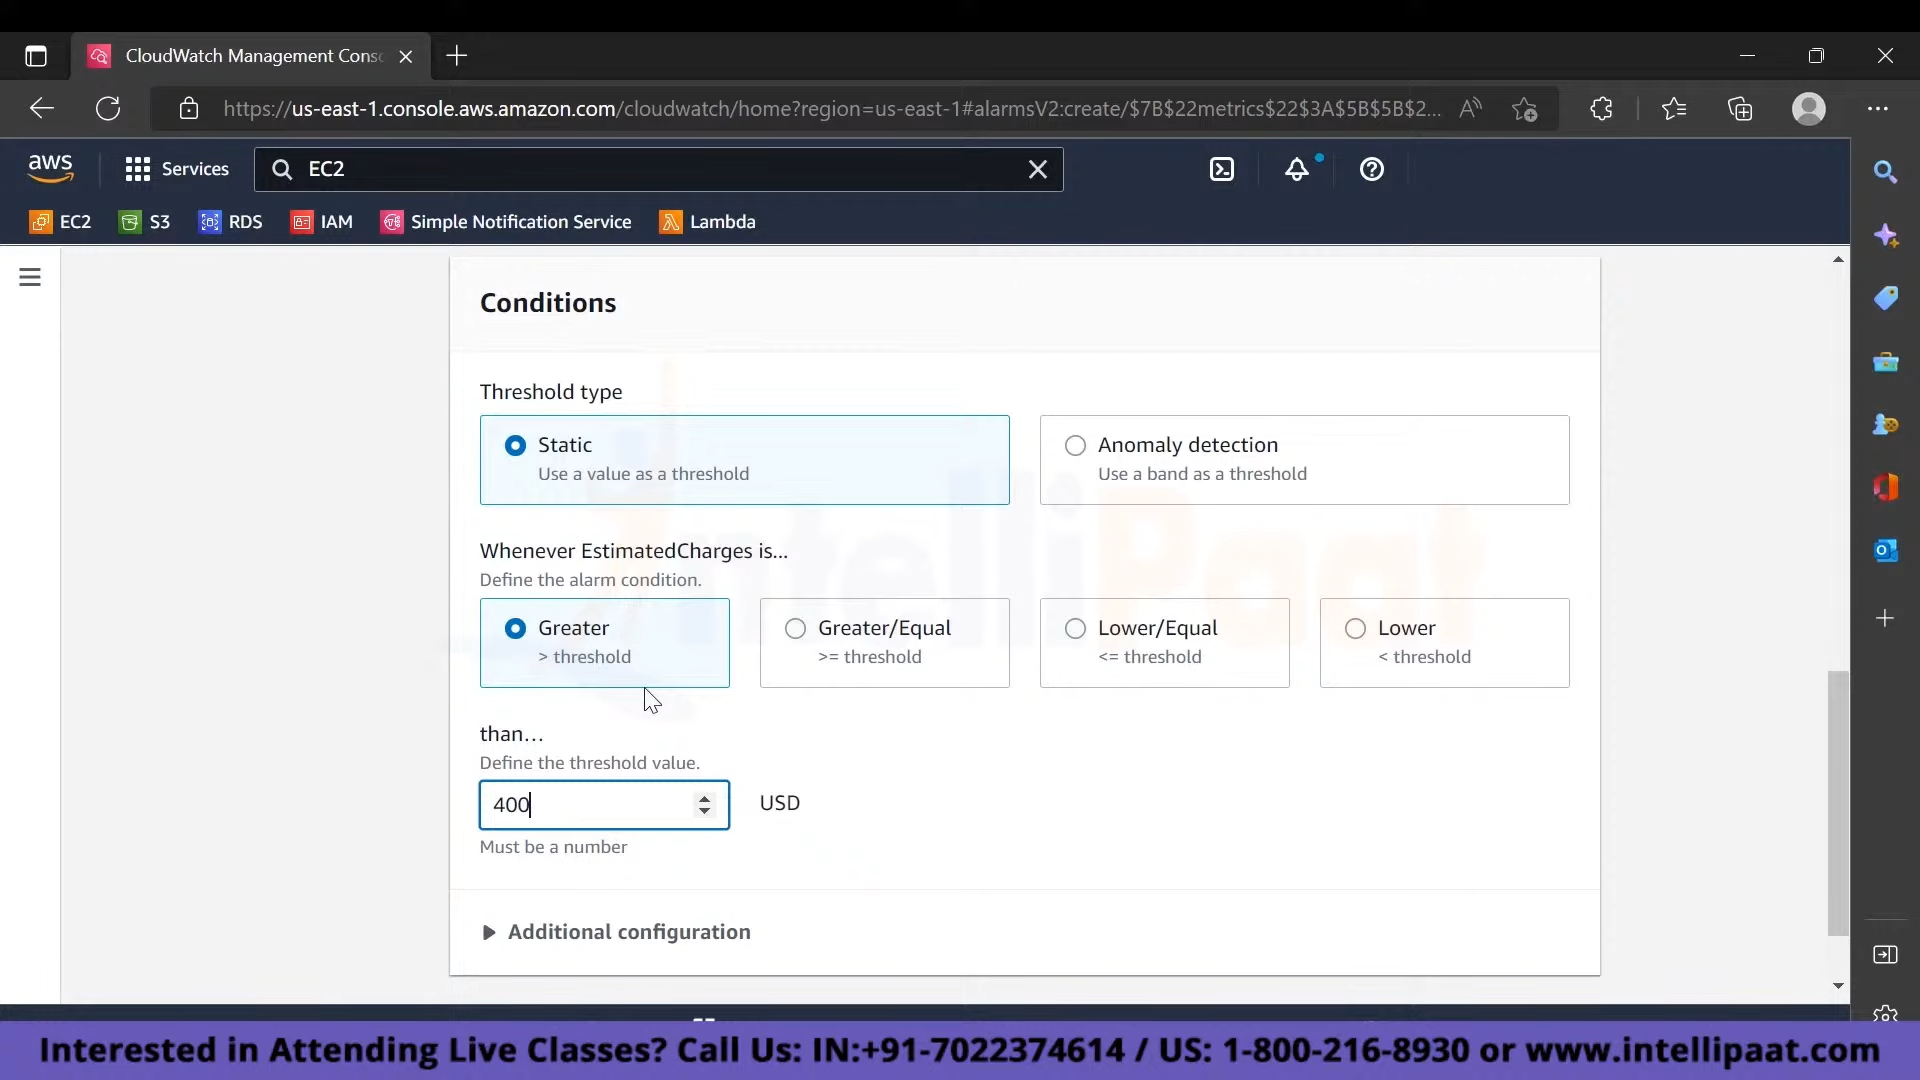 CloudWatch Management Cons
https://us-east-1.console.aws.amazon.com/cloudwatch/home?region=us-east-1#alarmsV2:create/$7B$22metrics$22$3A$5B$5B$2...
aws Services EC2
EC2 S3 RDS IAM Simple Notification Service Lambda
Conditions
Threshold type
Static
Use a value as a threshold
Anomaly detection
Use a band as a threshold
Whenever EstimatedCharges is...
Define the alarm condition.
Greater
> threshold
Greater/Equal
>= threshold
Lower/Equal
<= threshold
Lower
< threshold
than...
Define the threshold value.
400 USD
Must be a number
Additional configuration
IntelliPaat
Interested in Attending Live Classes? Call Us: IN:+91-7022374614 / US: 1-800-216-8930 or www.intellipaat.com